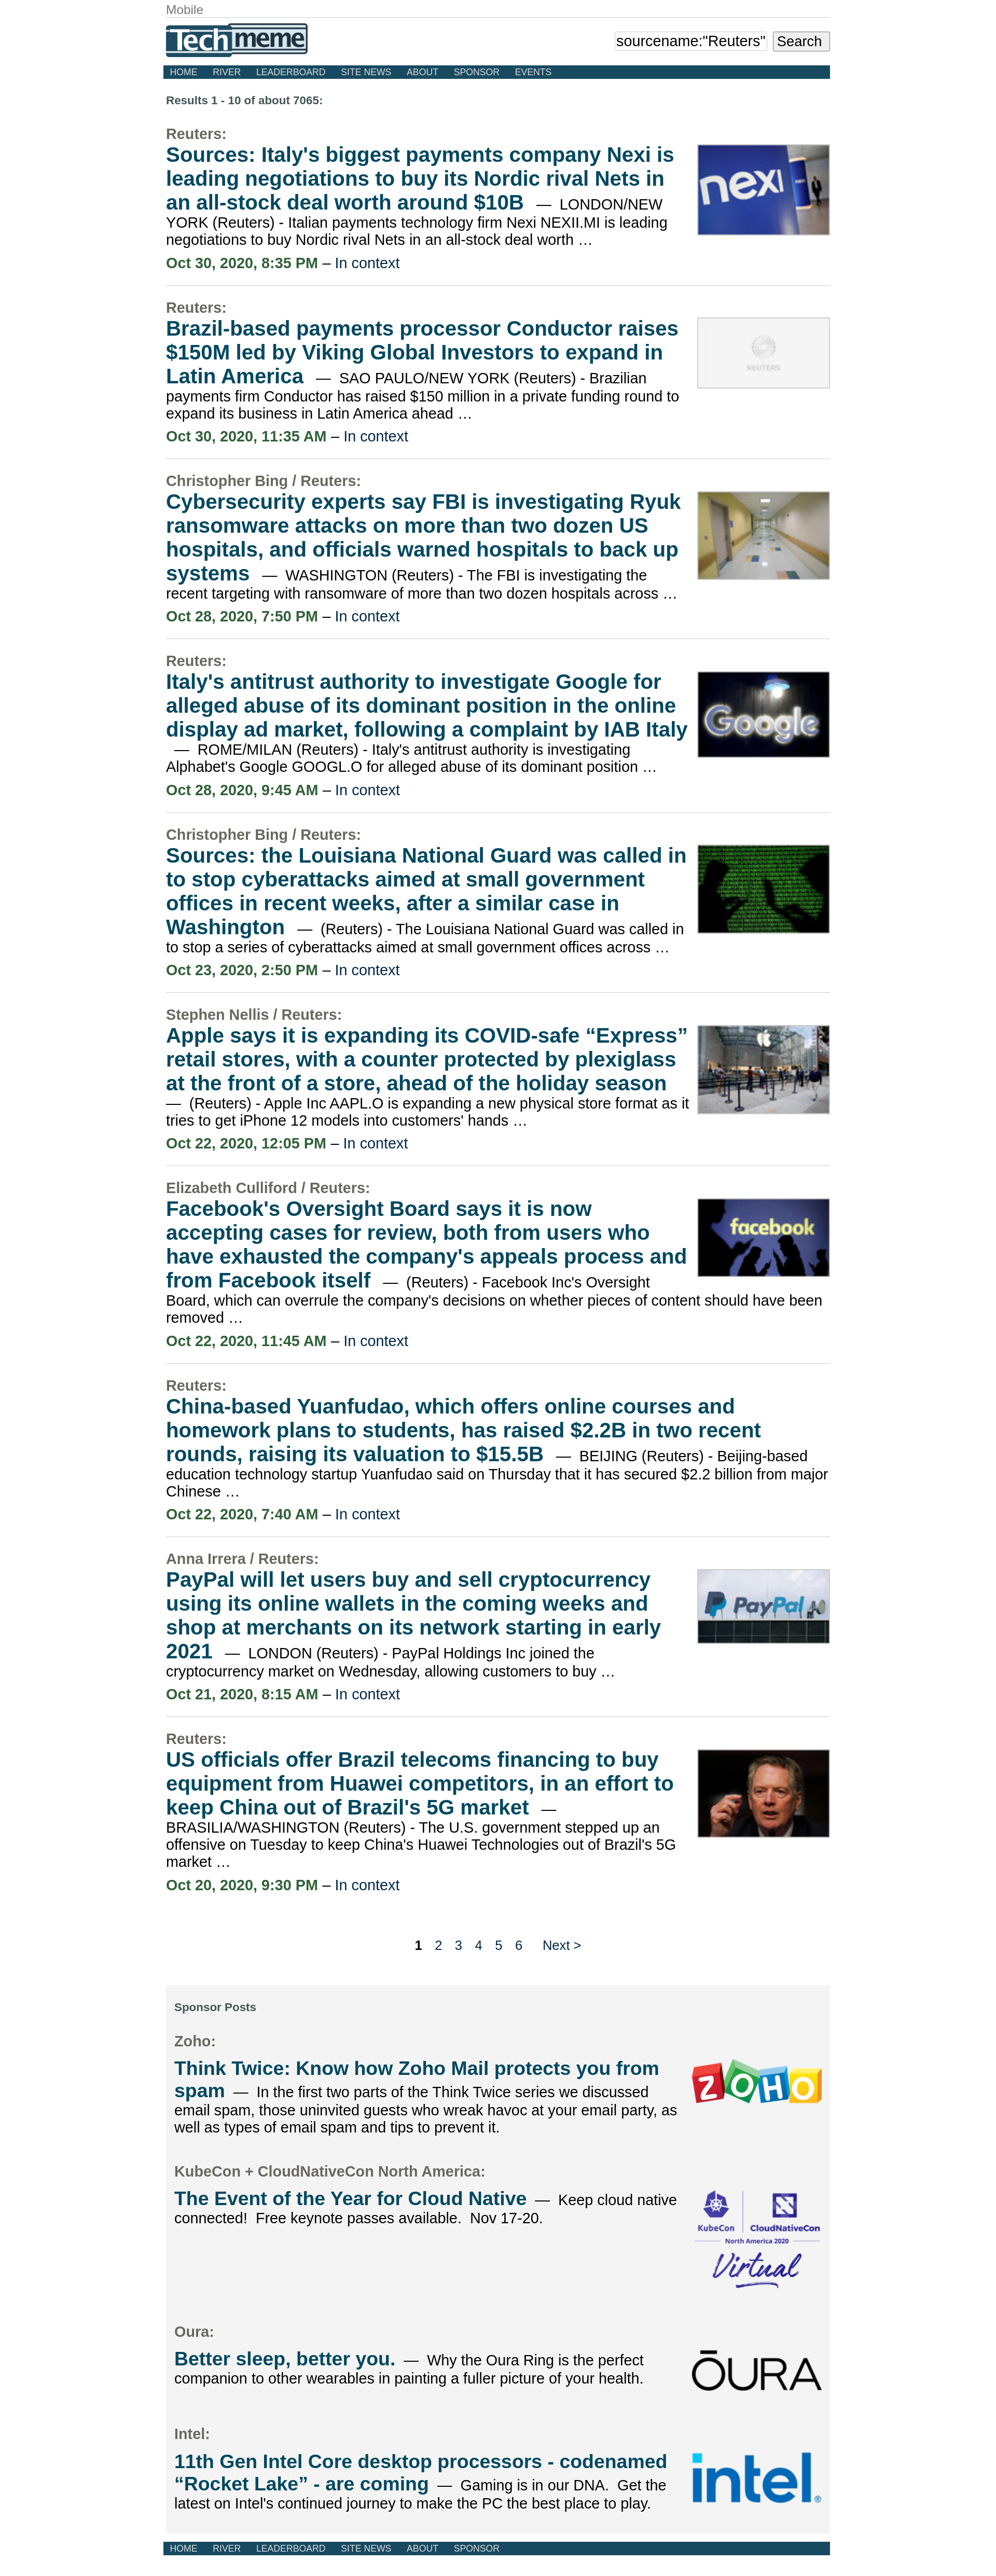 Mobile
Techmeme
sourcename:"Reuters" Search
HOME RIVER LEADERBOARD SITE NEWS ABOUT SPONSOR EVENTS
Results 1 - 10 of about 7065:
Reuters:
Sources: Italy's biggest payments company Nexi is
leading negotiations to buy its Nordic rival Nets in
an all-stock deal worth around $10B — LONDON/NEW
YORK (Reuters) - Italian payments technology firm Nexi NEXII.MI is leading
negotiations to buy Nordic rival Nets in an all-stock deal worth …
Oct 30, 2020, 8:35 PM – In context
nexi
Reuters:
Brazil-based payments processor Conductor raises
$150M led by Viking Global Investors to expand in
Latin America — SAO PAULO/NEW YORK (Reuters) - Brazilian
payments firm Conductor has raised $150 million in a private funding round to
expand its business in Latin America ahead …
Oct 30, 2020, 11:35 AM – In context
REUTERS
Christopher Bing / Reuters:
Cybersecurity experts say FBI is investigating Ryuk
ransomware attacks on more than two dozen US
hospitals, and officials warned hospitals to back up
systems — WASHINGTON (Reuters) - The FBI is investigating the
recent targeting with ransomware of more than two dozen hospitals across …
Oct 28, 2020, 7:50 PM – In context
Reuters:
Italy's antitrust authority to investigate Google for
alleged abuse of its dominant position in the online
display ad market, following a complaint by IAB Italy
— ROME/MILAN (Reuters) - Italy's antitrust authority is investigating
Alphabet's Google GOOGL.O for alleged abuse of its dominant position …
Oct 28, 2020, 9:45 AM – In context
Google
Christopher Bing / Reuters:
Sources: the Louisiana National Guard was called in
to stop cyberattacks aimed at small government
offices in recent weeks, after a similar case in
Washington — (Reuters) - The Louisiana National Guard was called in
to stop a series of cyberattacks aimed at small government offices across …
Oct 23, 2020, 2:50 PM – In context
Stephen Nellis / Reuters:
Apple says it is expanding its COVID-safe “Express”
retail stores, with a counter protected by plexiglass
at the front of a store, ahead of the holiday season
— (Reuters) - Apple Inc AAPL.O is expanding a new physical store format as it
tries to get iPhone 12 models into customers' hands …
Oct 22, 2020, 12:05 PM – In context
Elizabeth Culliford / Reuters:
Facebook's Oversight Board says it is now
accepting cases for review, both from users who
have exhausted the company's appeals process and
from Facebook itself — (Reuters) - Facebook Inc's Oversight
Board, which can overrule the company's decisions on whether pieces of content should have been
removed …
Oct 22, 2020, 11:45 AM – In context
facebook
Reuters:
China-based Yuanfudao, which offers online courses and
homework plans to students, has raised $2.2B in two recent
rounds, raising its valuation to $15.5B — BEIJING (Reuters) - Beijing-based
education technology startup Yuanfudao said on Thursday that it has secured $2.2 billion from major
Chinese …
Oct 22, 2020, 7:40 AM – In context
Anna Irrera / Reuters:
PayPal will let users buy and sell cryptocurrency
using its online wallets in the coming weeks and
shop at merchants on its network starting in early
2021 — LONDON (Reuters) - PayPal Holdings Inc joined the
cryptocurrency market on Wednesday, allowing customers to buy …
Oct 21, 2020, 8:15 AM – In context
PayPal
Reuters:
US officials offer Brazil telecoms financing to buy
equipment from Huawei competitors, in an effort to
keep China out of Brazil's 5G market —
BRASILIA/WASHINGTON (Reuters) - The U.S. government stepped up an
offensive on Tuesday to keep China's Huawei Technologies out of Brazil's 5G
market …
Oct 20, 2020, 9:30 PM – In context
1 2 3 4 5 6 Next >
Sponsor Posts
Zoho:
Think Twice: Know how Zoho Mail protects you from
spam — In the first two parts of the Think Twice series we discussed
email spam, those uninvited guests who wreak havoc at your email party, as
well as types of email spam and tips to prevent it.
ZOHO
KubeCon + CloudNativeCon North America:
The Event of the Year for Cloud Native — Keep cloud native
connected! Free keynote passes available. Nov 17-20.
KubeCon CloudNativeCon
North America 2020
Virtual
Oura:
Better sleep, better you. — Why the Oura Ring is the perfect
companion to other wearables in painting a fuller picture of your health.
ŌURA
Intel:
11th Gen Intel Core desktop processors - codenamed
“Rocket Lake” - are coming — Gaming is in our DNA. Get the
latest on Intel's continued journey to make the PC the best place to play.
intel®
HOME RIVER LEADERBOARD SITE NEWS ABOUT SPONSOR